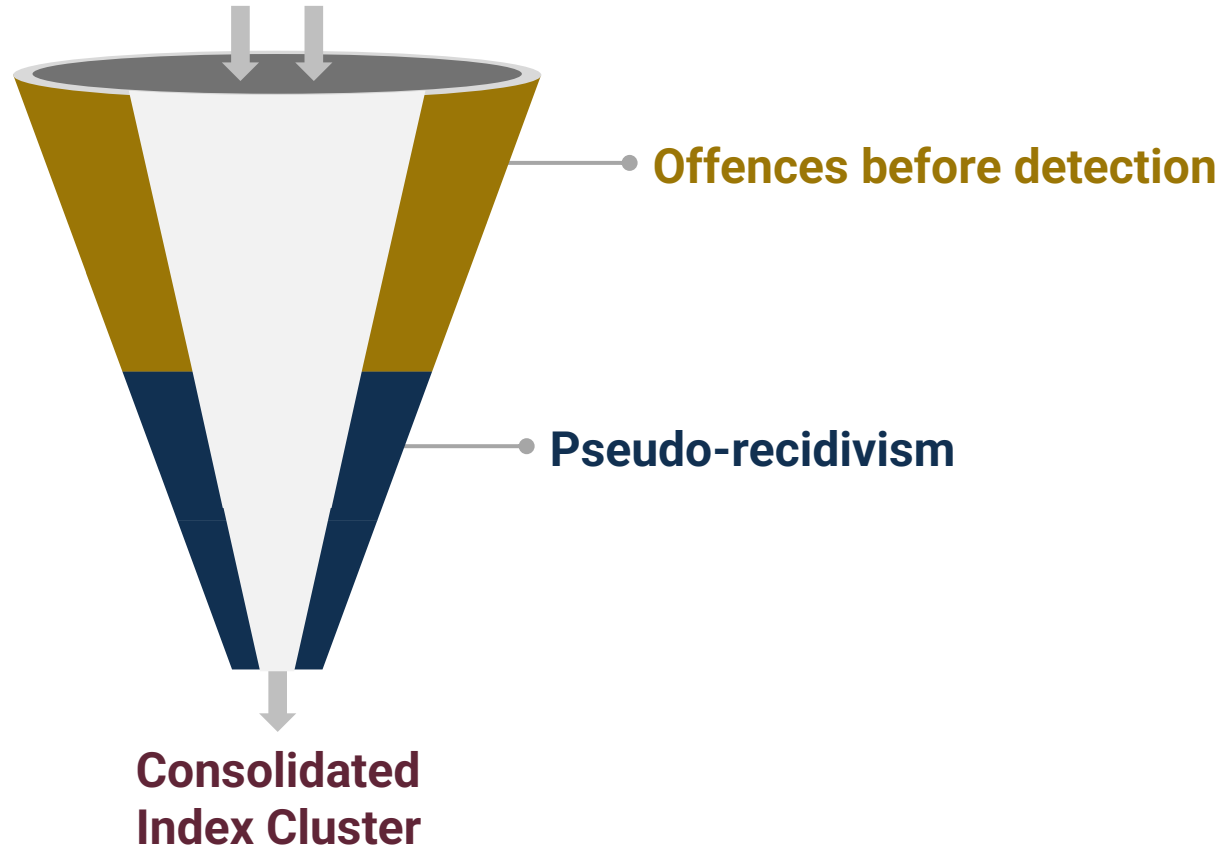 Offences before detection
Pseudo-recidivism
Consolidated
Index Cluster